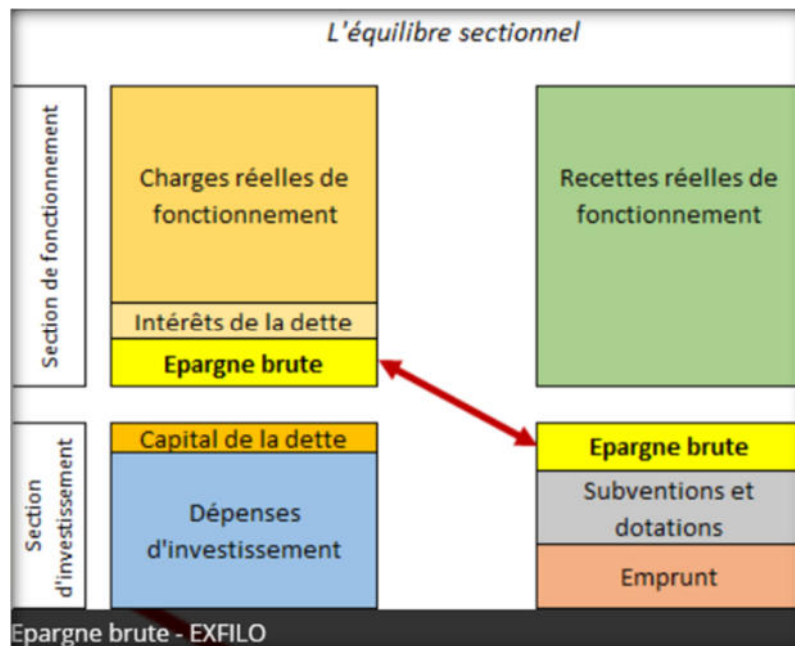 L'équilibre sectionnel
Section de fonctionnement
Charges réelles de
fonctionnement
Intérêts de la dette
Epargne brute
Recettes réelles de
fonctionnement
Section
d'investissement
Capital de la dette
Dépenses
d'investissement
Epargne brute
Subventions et
dotations
Emprunt
Epargne brute - EXFILO